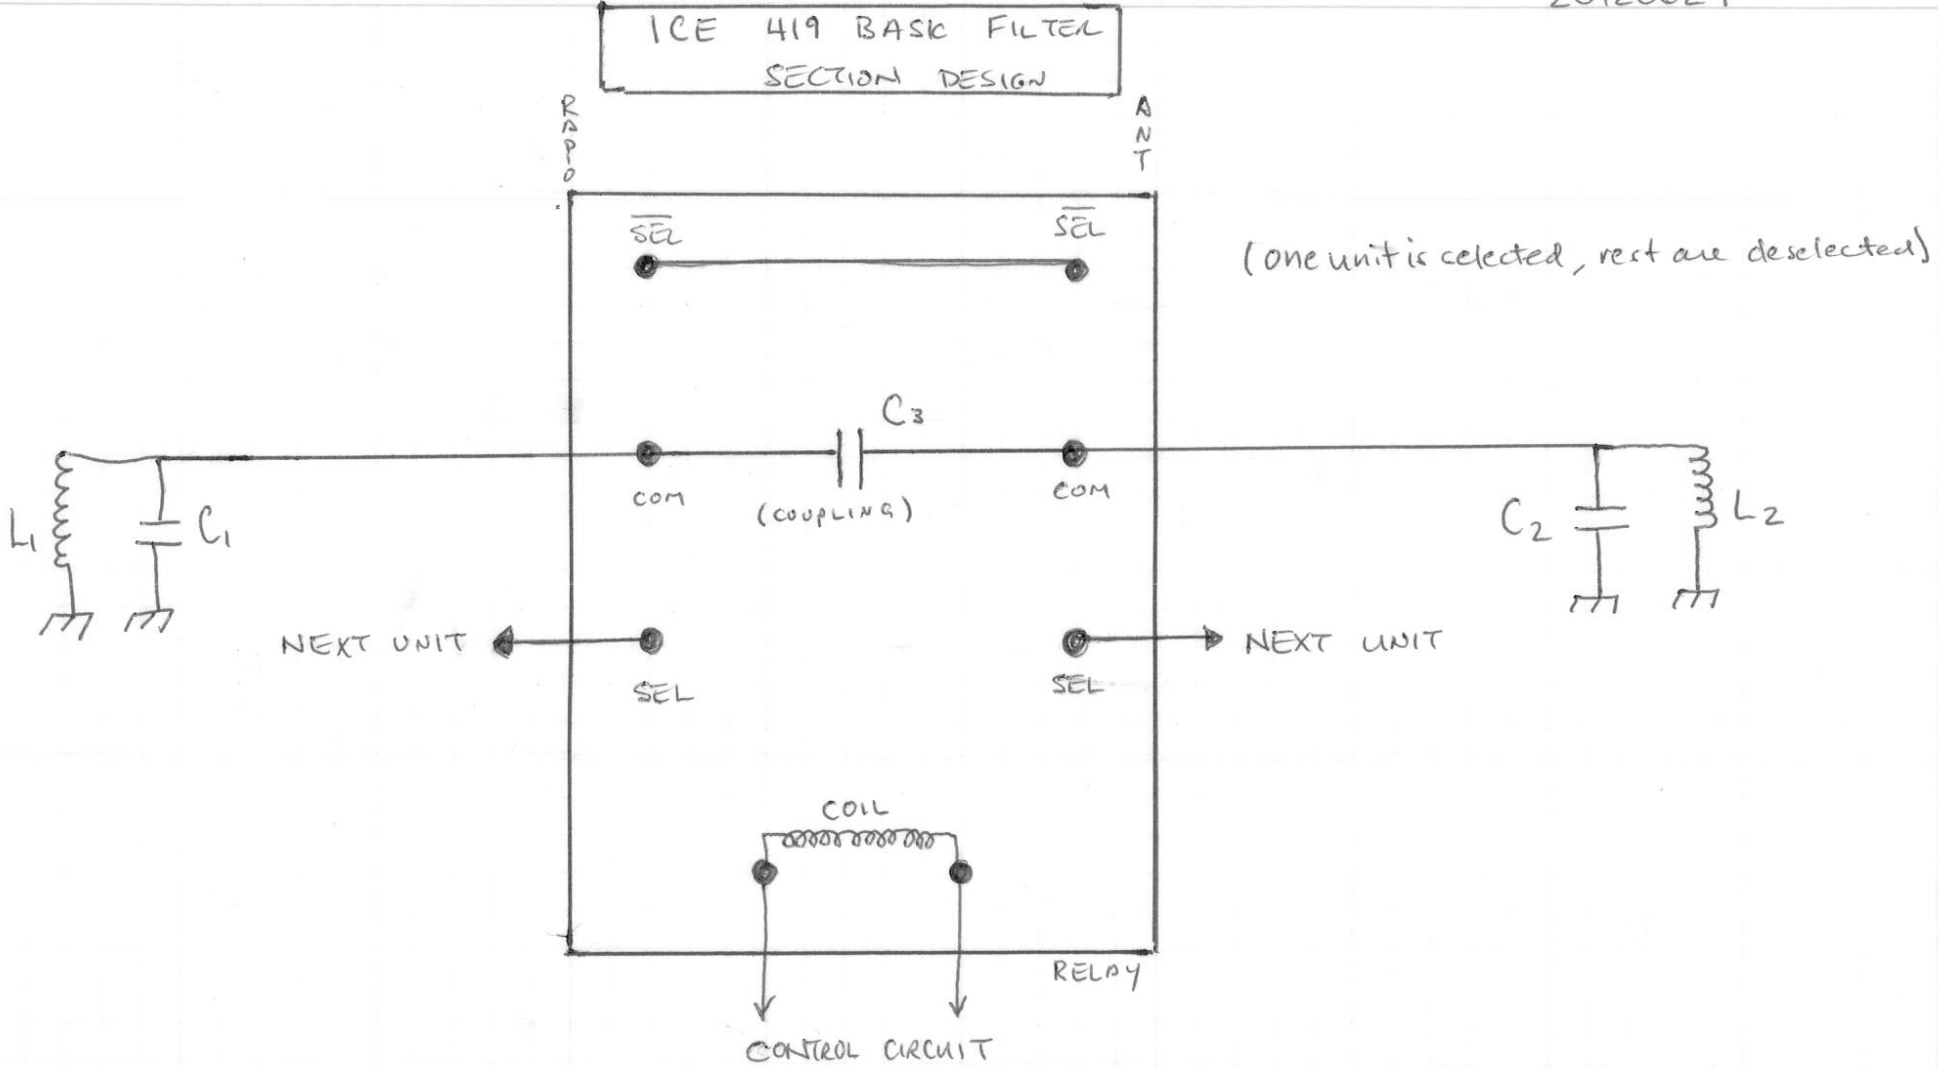 ICE 419 BASIC FILTER
SECTION DESIGN
RADIO
ANT
SEL
SEL
(one unit is celected, rest are deselected)
C3
COM
(COUPLING)
COM
L1
C1
C2
L2
NEXT UNIT
NEXT UNIT
SEL
SEL
COIL
RELAY
CONTROL CIRCUIT